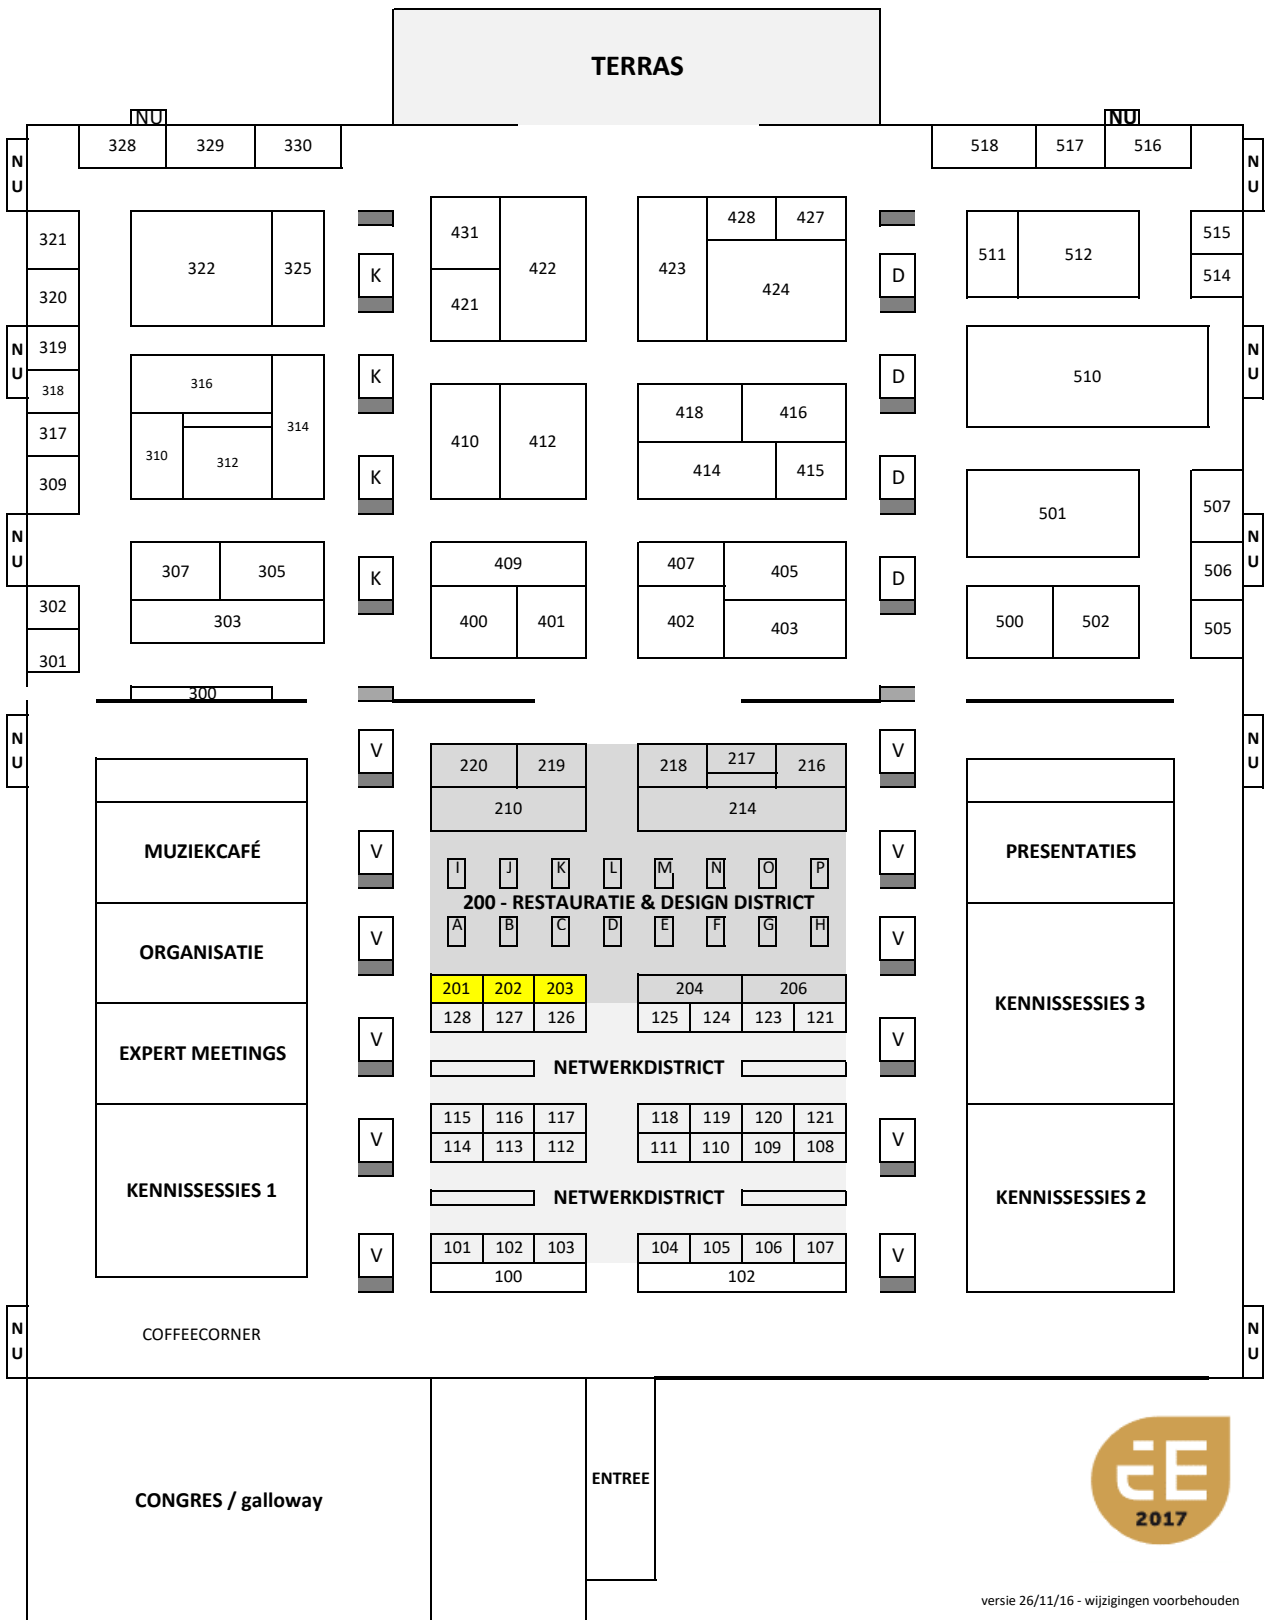 TERRAS
NU NU
328 329 330 518 517 516
N
U
N
U
321 322 325 431 422 423 428 427 511 512 515
K 424 D 514
320 421
N
U
319 510
N
U
318 316 K D
317 314 410 412 418 416
310 312 414 415
309 K D 501 507
N
U
N
U
307 305 K 409 407 405 D 506
302 303 400 401 402 403 500 502 505
301
300
N
U
V V
N
U
220 219 218 217 216
210 214
MUZIEKCAFÉ V V PRESENTATIES
I J K L M N O P
200 - RESTAURATIE & DESIGN DISTRICT
A B C D E F G H
ORGANISATIE V V
201 202 203 204 206
KENNISSESSIES 3
128 127 126 125 124 123 121
EXPERT MEETINGS V V
NETWERKDISTRICT
115 116 117 118 119 120 121
V V
114 113 112 111 110 109 108
KENNISSESSIES 1 NETWERKDISTRICT KENNISSESSIES 2
101 102 103 104 105 106 107
V V
100 102
N
U
COFFEECORNER
N
U
ENTREE
CONGRES / galloway
EE
2017
versie 26/11/16 - wijzigingen voorbehouden